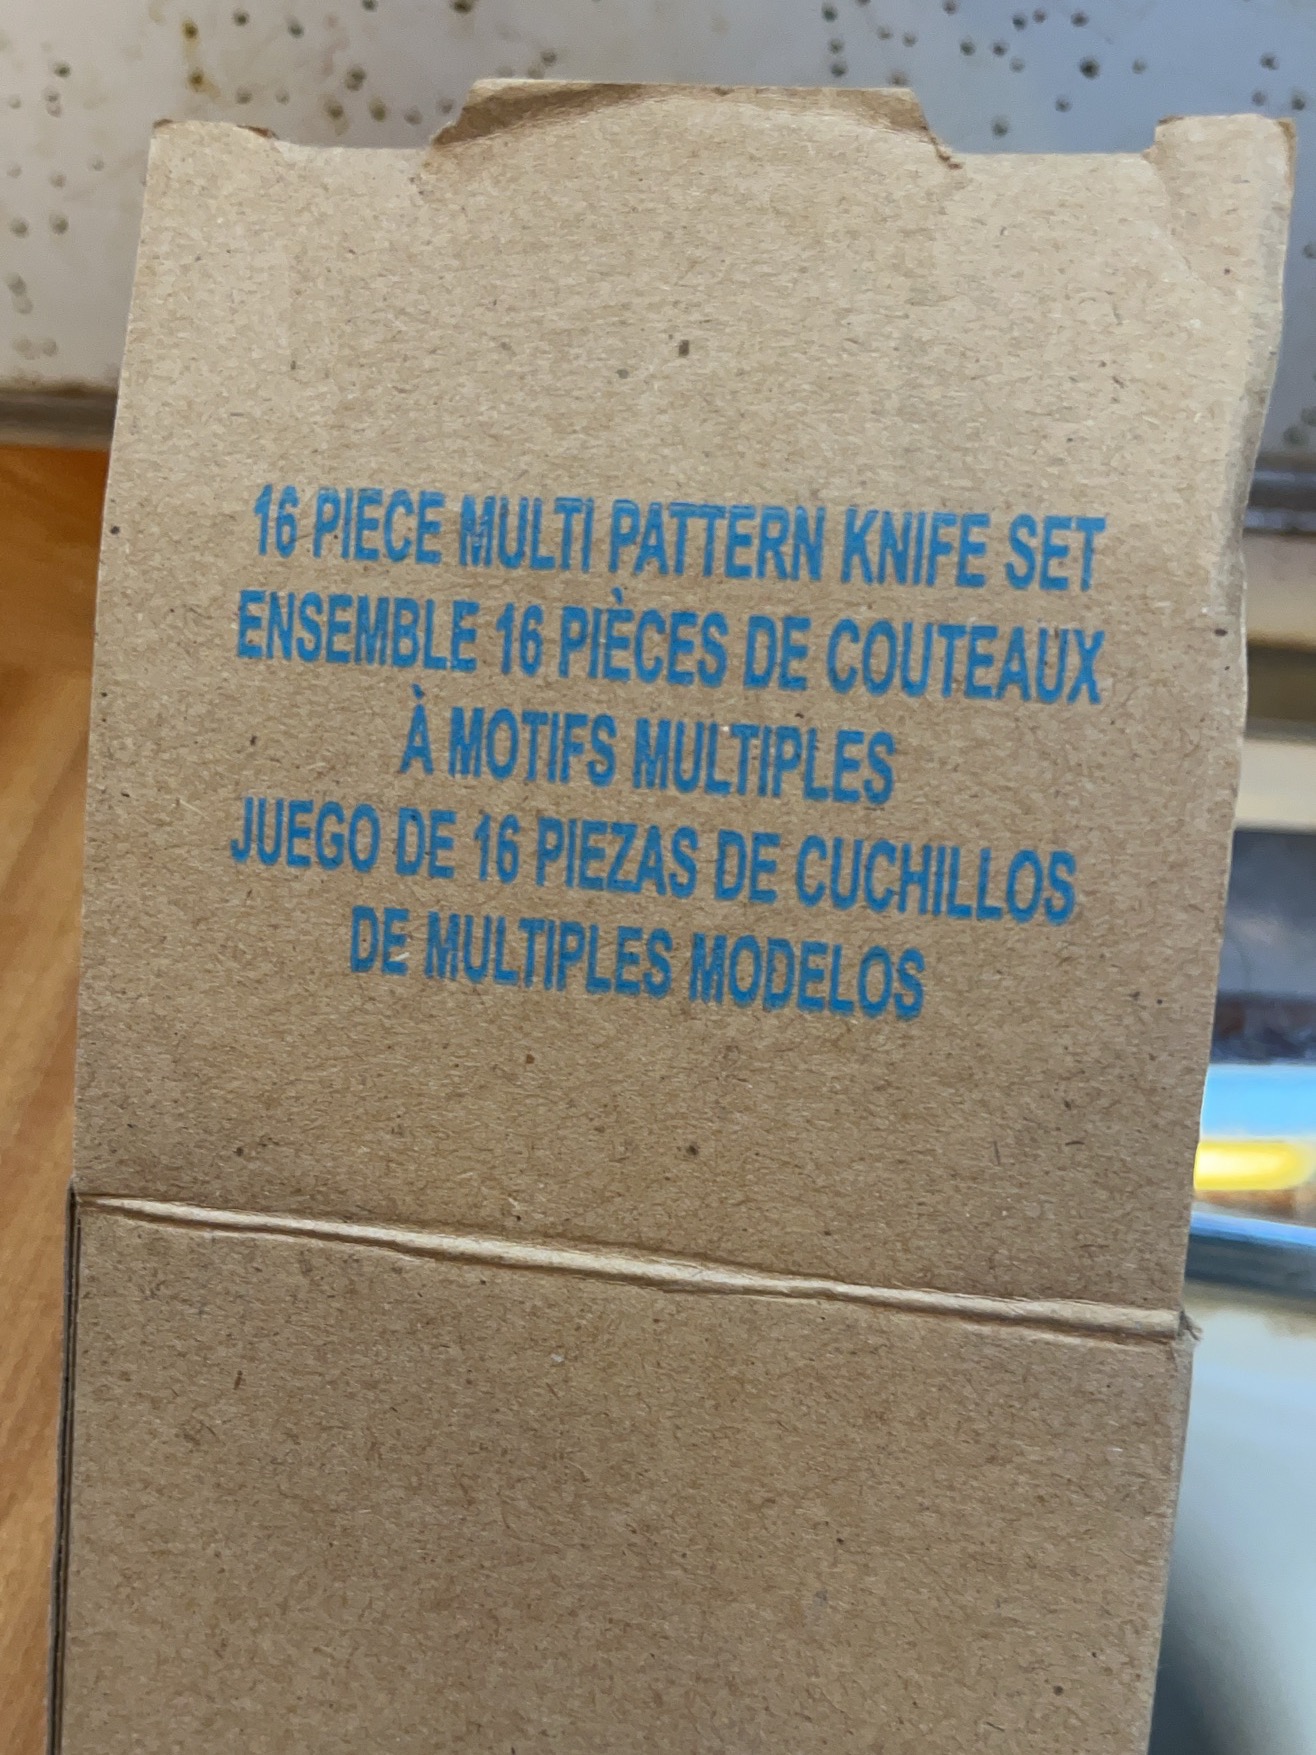 16 PIECE MULTI PATTERN KNIFE SET
ENSEMBLE 16 PIÈCES DE COUTEAUX
À MOTIFS MULTIPLES
JUEGO DE 16 PIEZAS DE CUCHILLOS
DE MULTIPLES MODELOS